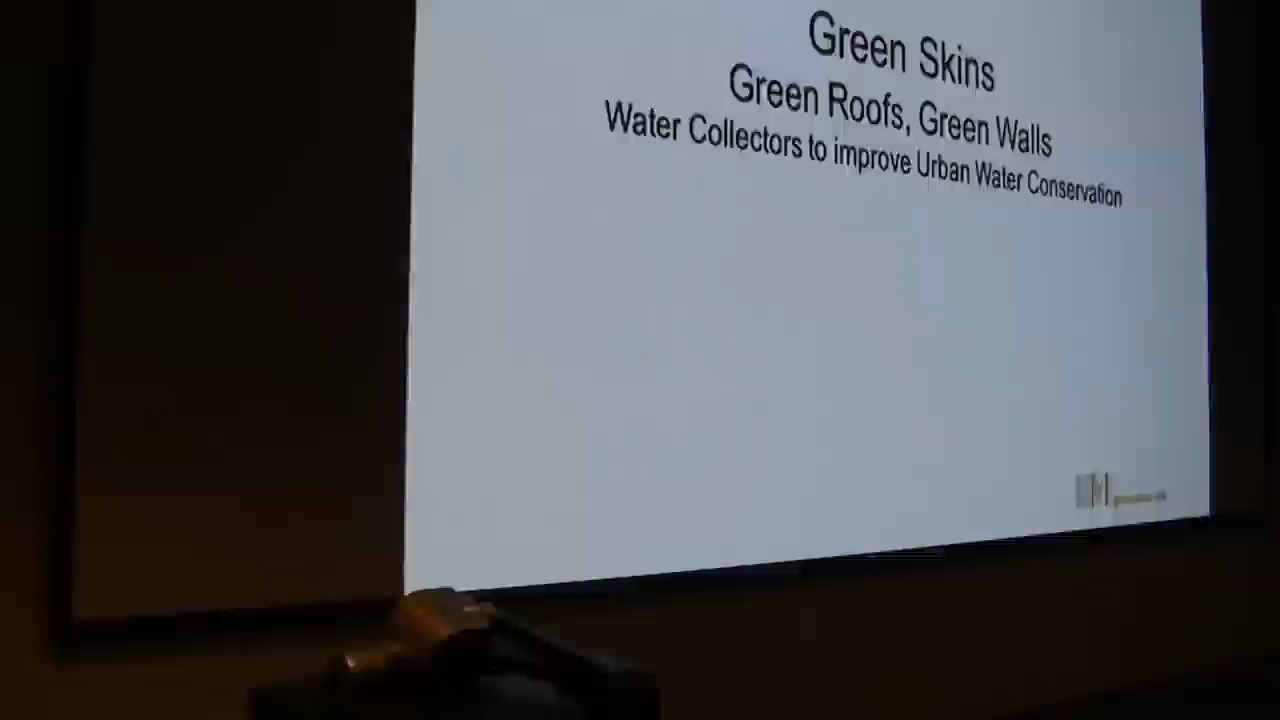 Green Skins
Green Roofs, Green Walls
Water Collectors to improve Urban Water Conservation